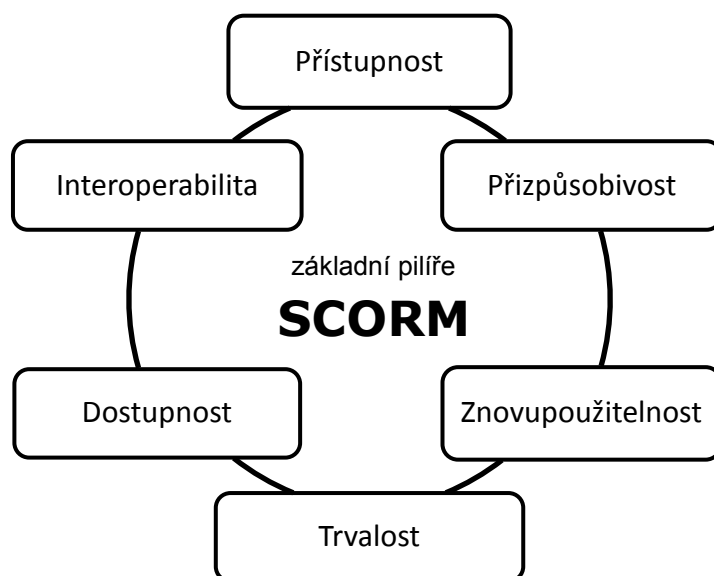 Přístupnost
Interoperabilita
Přizpůsobivost
základní pilíře
SCORM
Dostupnost
Znovupoužitelnost
Trvalost